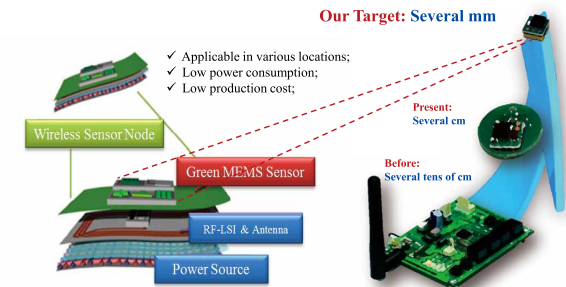 Our Target: Several mm
✓ Applicable in various locations;
✓ Low power consumption;
✓ Low production cost;
Present:
Several cm
Wireless Sensor Node
Green MEMS Sensor
Before:
Several tens of cm
RF-LSI & Antenna
Power Source